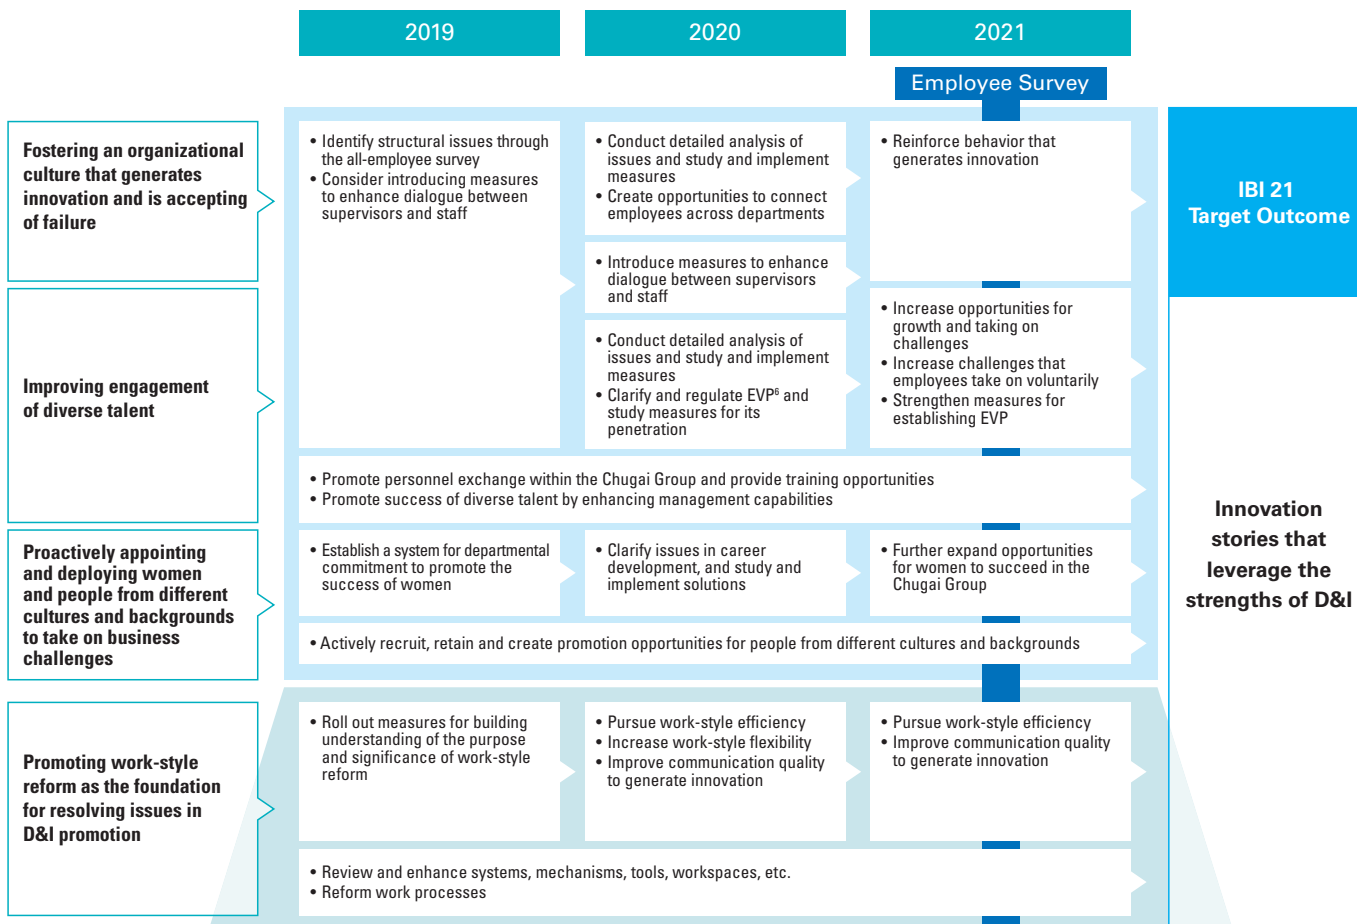 2019
2020
2021
Employee Survey
Fostering an organizational
culture that generates
innovation and is accepting
of failure
• Identify structural issues through
the all-employee survey
• Consider introducing measures
to enhance dialogue between
supervisors and staff
• Conduct detailed analysis of
issues and study and implement
measures
• Create opportunities to connect
employees across departments
• Introduce measures to enhance
dialogue between supervisors
and staff
• Reinforce behavior that
generates innovation
IBI 21
Target Outcome
Improving engagement
of diverse talent
• Conduct detailed analysis of
issues and study and implement
measures
• Clarify and regulate EVP⁶ and
study measures for its
penetration
• Increase opportunities for
growth and taking on
challenges
• Increase challenges that
employees take on voluntarily
• Strengthen measures for
establishing EVP
• Promote personnel exchange within the Chugai Group and provide training opportunities
• Promote success of diverse talent by enhancing management capabilities
Innovation
stories that
leverage the
strengths of D&I
Proactively appointing
and deploying women
and people from different
cultures and backgrounds
to take on business
challenges
• Establish a system for departmental
commitment to promote the
success of women
• Clarify issues in career
development, and study and
implement solutions
• Further expand opportunities
for women to succeed in the
Chugai Group
• Actively recruit, retain and create promotion opportunities for people from different cultures and backgrounds
Promoting work-style
reform as the foundation
for resolving issues in
D&I promotion
• Roll out measures for building
understanding of the purpose
and significance of work-style
reform
• Pursue work-style efficiency
• Increase work-style flexibility
• Improve communication quality
to generate innovation
• Pursue work-style efficiency
• Improve communication quality
to generate innovation
• Review and enhance systems, mechanisms, tools, workspaces, etc.
• Reform work processes